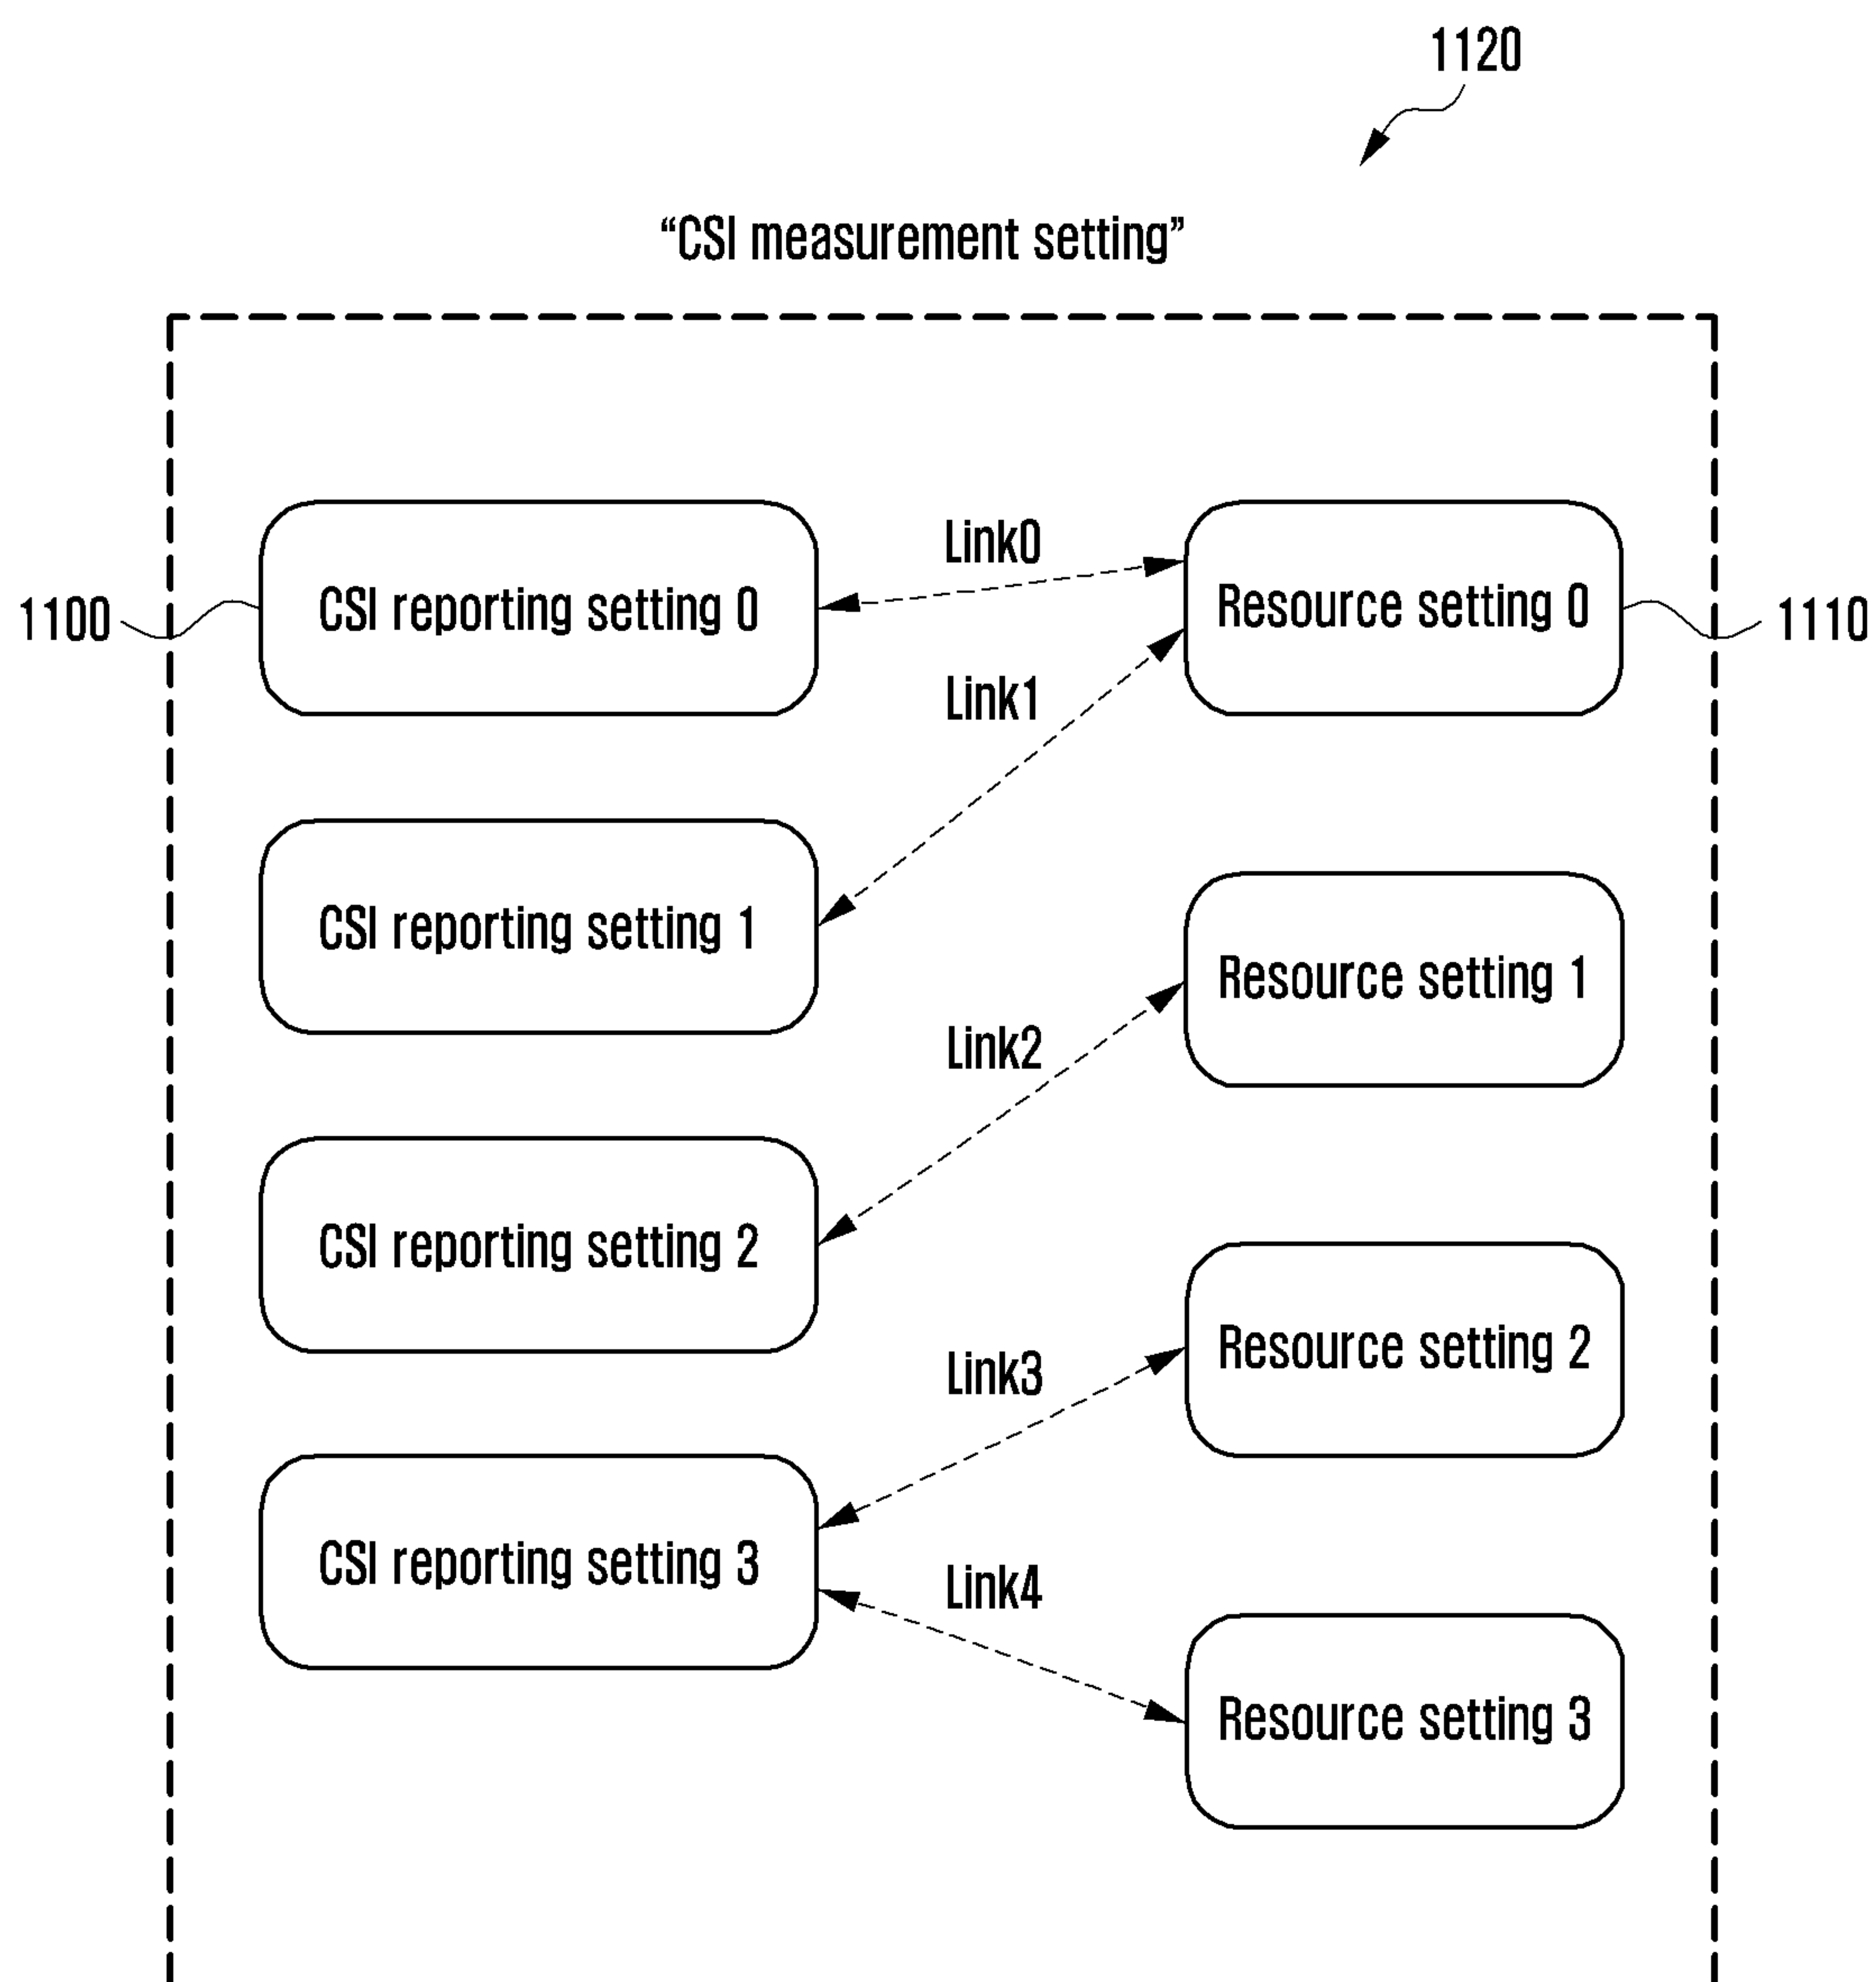 1120
“CSI measurement setting”
Link0
1100
CSI reporting setting 0
Resource setting 0
1110
Link1
CSI reporting setting 1
Resource setting 1
Link2
CSI reporting setting 2
Resource setting 2
Link3
CSI reporting setting 3
Link4
Resource setting 3